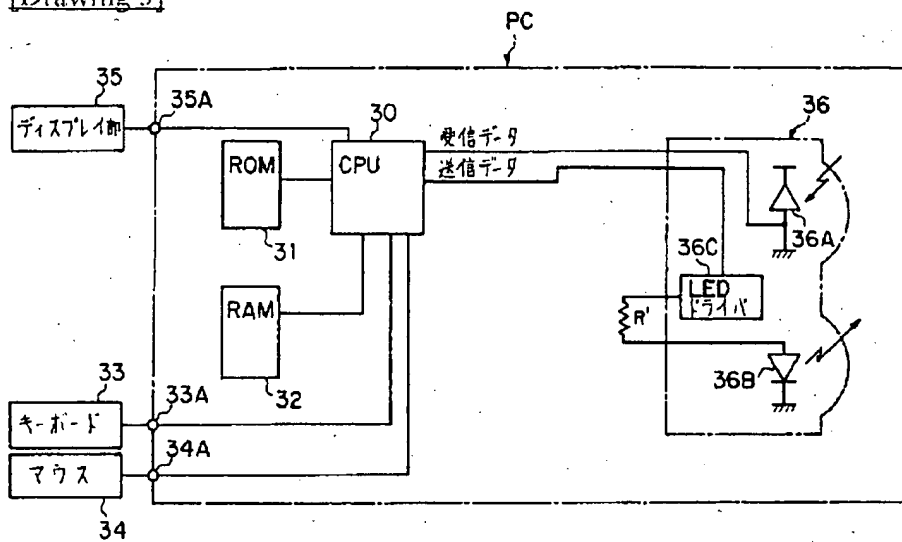 [Drawing 5]
PC
35
ディスプレイ部
35A
30
CPU
受信データ
送信データ
36
ROM
31
36A
36C
LED
ドライバ
RAM
32
R'
36B
33
キーボード
33A
34A
マウス
34